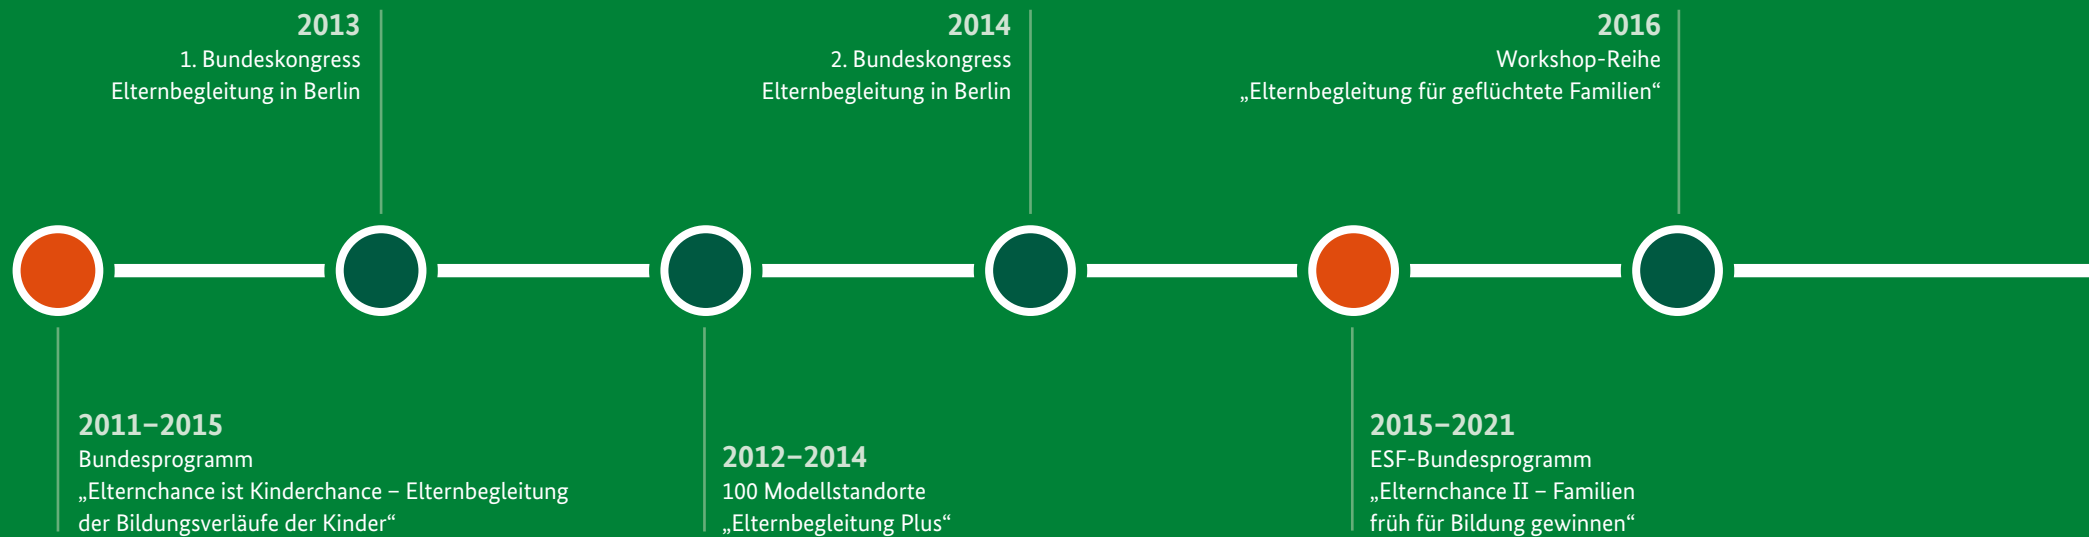 2013
1. Bundeskongress
Elternbegleitung in Berlin
2014
2. Bundeskongress
Elternbegleitung in Berlin
2016
Workshop-Reihe
„Elternbegleitung für geflüchtete Familien“
2011–2015
Bundesprogramm
„Elternchance ist Kinderchance – Elternbegleitung
der Bildungsverläufe der Kinder“
2012–2014
100 Modellstandorte
„Elternbegleitung Plus“
2015–2021
ESF-Bundesprogramm
„Elternchance II – Familien
früh für Bildung gewinnen“